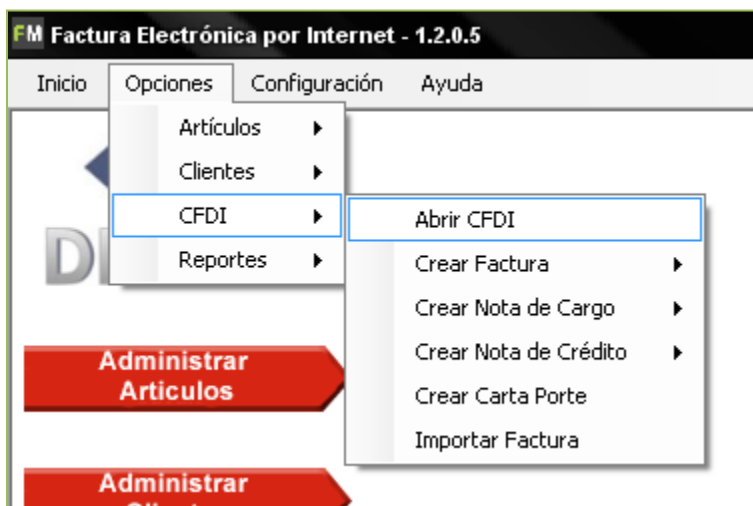 FM Factura Electrónica por Internet - 1.2.0.5
Inicio Opciones Configuración Ayuda
Artículos
Clientes
CFDI
Reportes
Abrir CFDI
Crear Factura
Crear Nota de Cargo
Crear Nota de Crédito
Crear Carta Porte
Importar Factura
Administrar
Articulos
Administrar